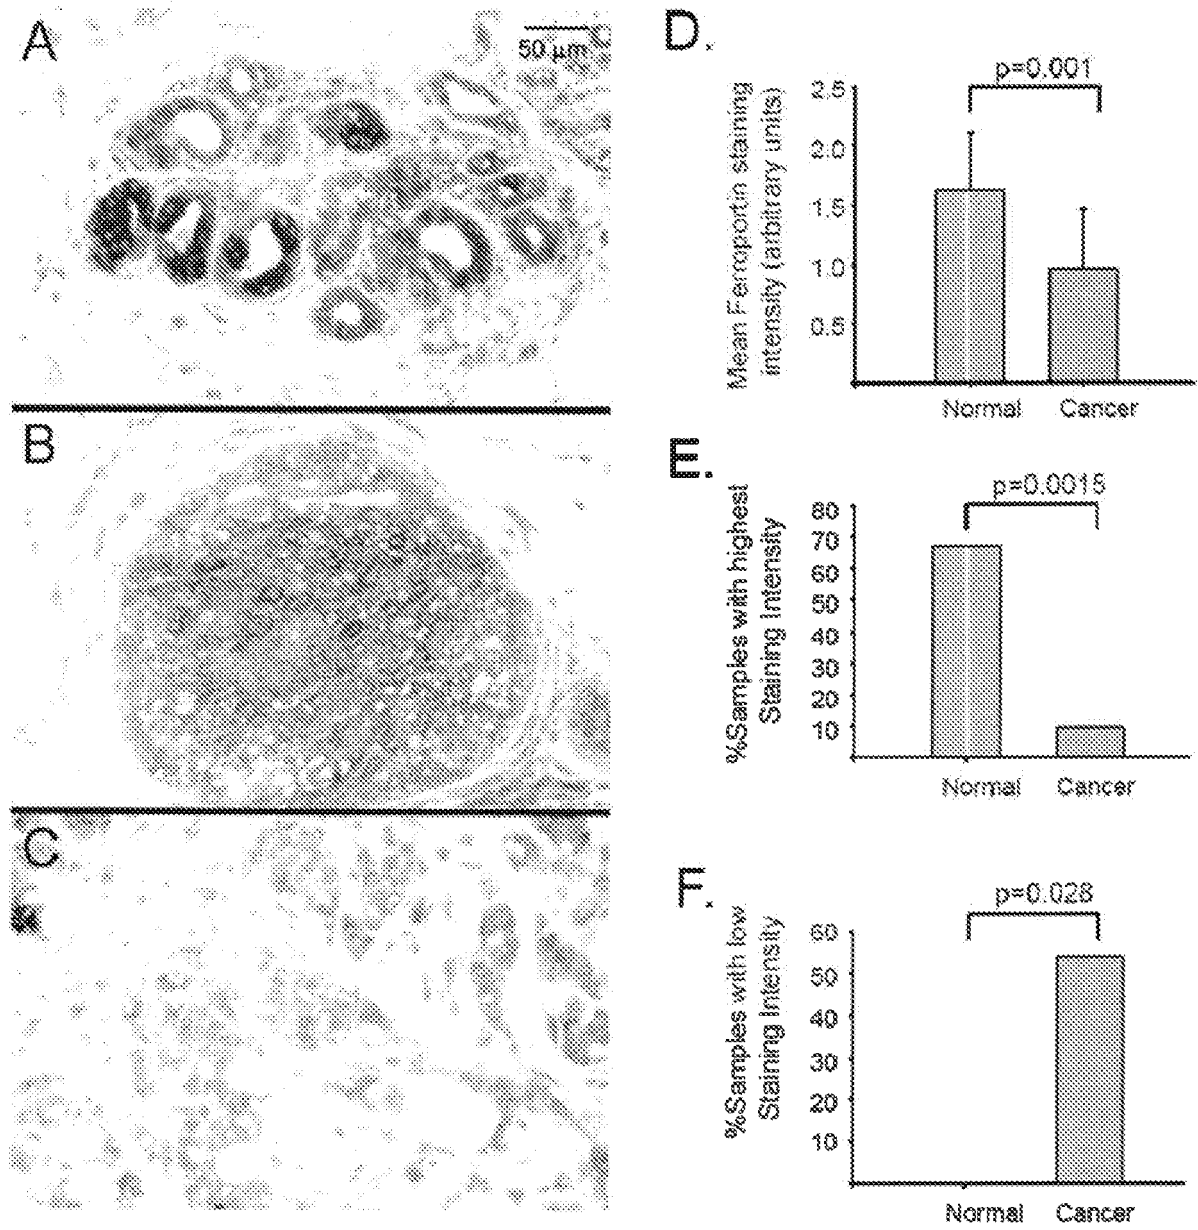 A
50 μm
B
C
D.
p=0.001
Mean Ferroportin staining
intensity (arbitrary units)
2.5
2.0
1.5
1.0
0.5
Normal Cancer
E.
p=0.0015
%Samples with highest
Staining Intensity
80
70
60
50
40
30
20
10
Normal Cancer
F.
p=0.028
%Samples with low
Staining Intensity
60
50
40
30
20
10
Normal Cancer